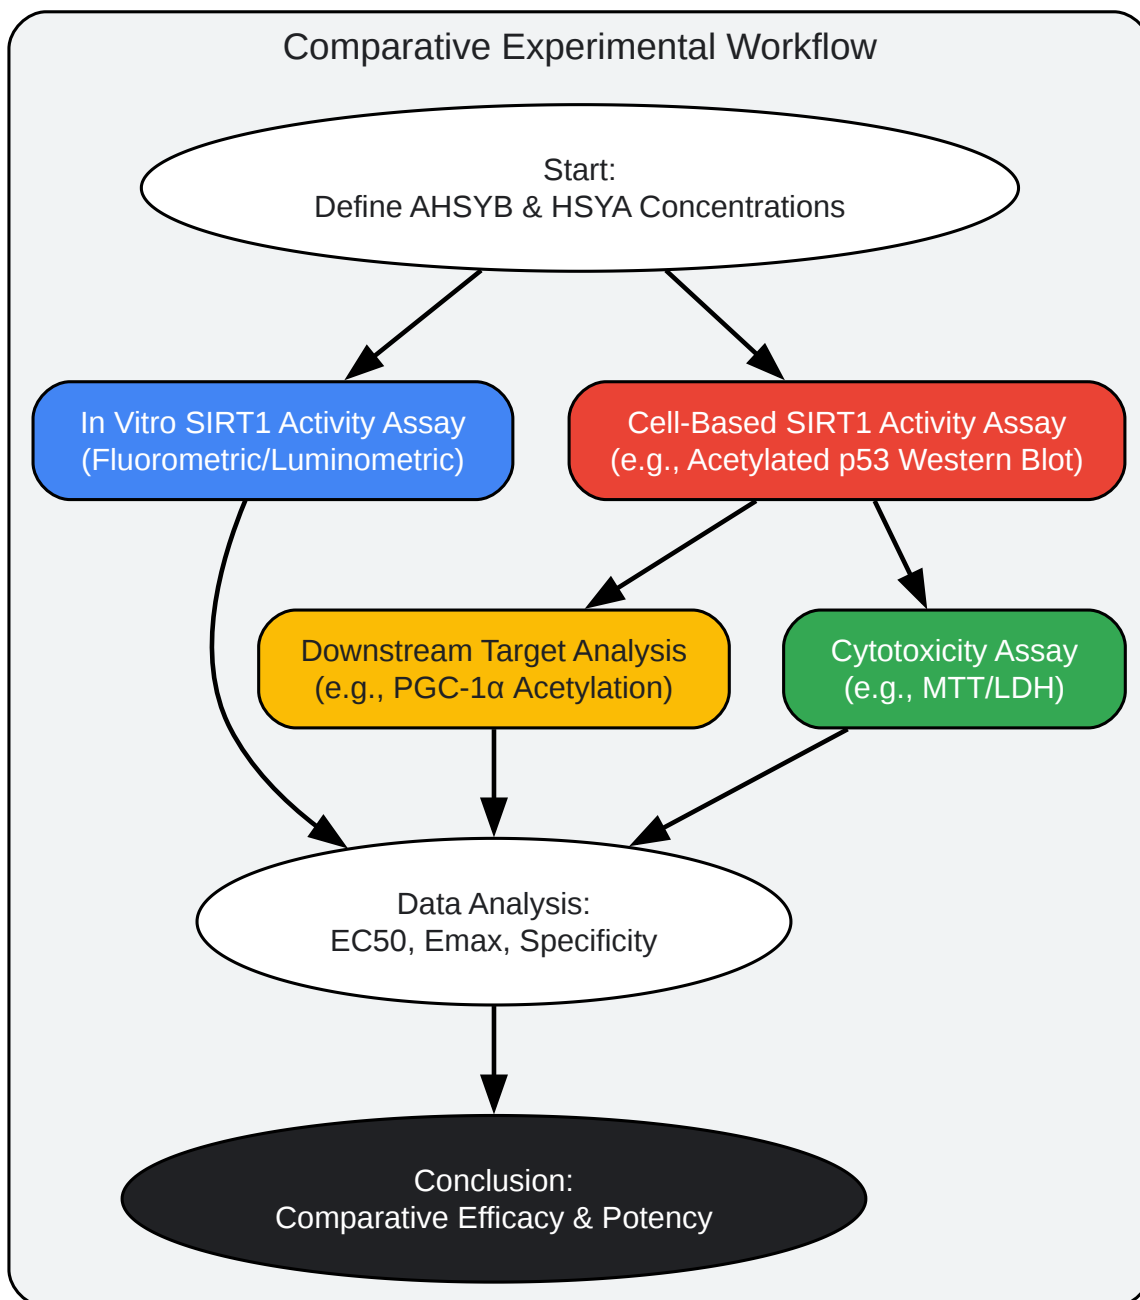 Comparative Experimental Workflow
Start:
Define AHSYB & HSYA Concentrations
In Vitro SIRT1 Activity Assay
(Fluorometric/Luminometric)
Cell-Based SIRT1 Activity Assay
(e.g., Acetylated p53 Western Blot)
Downstream Target Analysis
(e.g., PGC-1α Acetylation)
Cytotoxicity Assay
(e.g., MTT/LDH)
Data Analysis:
EC50, Emax, Specificity
Conclusion:
Comparative Efficacy & Potency